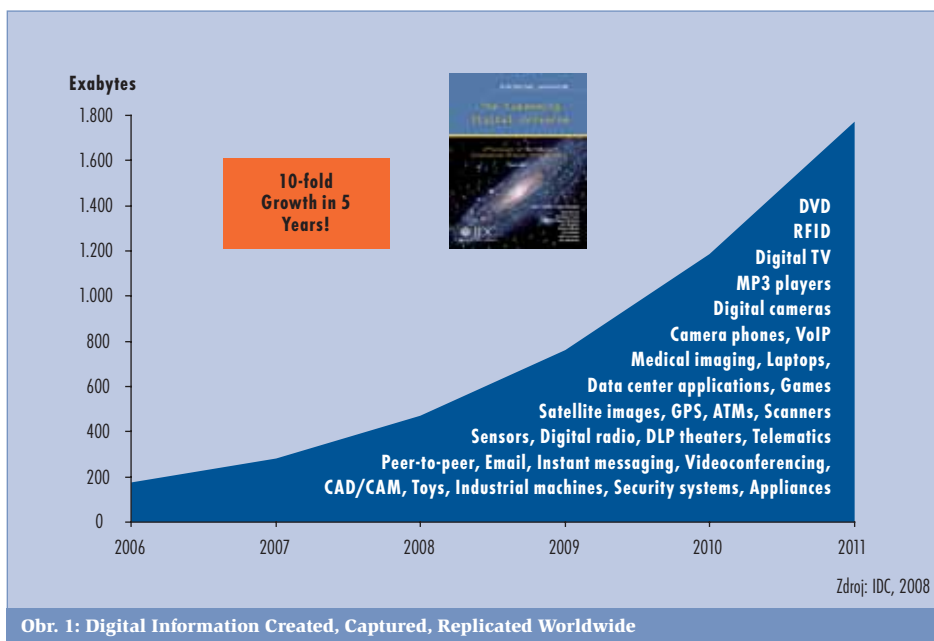 Exabytes
1.800
1.600
1.400
1.200
1.000
800
600
400
200
0
10-fold
Growth in 5
Years!
IDC
DVD
RFID
Digital TV
MP3 players
Digital cameras
Camera phones, VoIP
Medical imaging, Laptops,
Data center applications, Games
Satellite images, GPS, ATMs, Scanners
Sensors, Digital radio, DLP theaters, Telematics
Peer-to-peer, Email, Instant messaging, Videoconferencing,
CAD/CAM, Toys, Industrial machines, Security systems, Appliances
2006
2007
2008
2009
2010
2011
Zdroj: IDC, 2008
Obr. 1: Digital Information Created, Captured, Replicated Worldwide